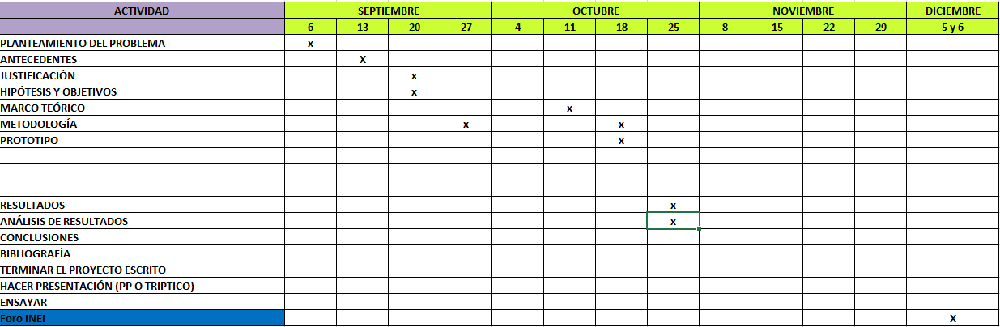 ACTIVIDAD SEPTIEMBRE OCTUBRE NOVIEMBRE DICIEMBRE
6 13 20 27 4 11 18 25 8 15 22 29 5 y 6
PLANTEAMIENTO DEL PROBLEMA x
ANTECEDENTES X
JUSTIFICACIÓN x
HIPÓTESIS Y OBJETIVOS x
MARCO TEÓRICO x
METODOLOGÍA x x
PROTOTIPO x
RESULTADOS x
ANÁLISIS DE RESULTADOS x
CONCLUSIONES
BIBLIOGRAFÍA
TERMINAR EL PROYECTO ESCRITO
HACER PRESENTACIÓN (PP O TRIPTICO)
ENSAYAR
Foro INEI X